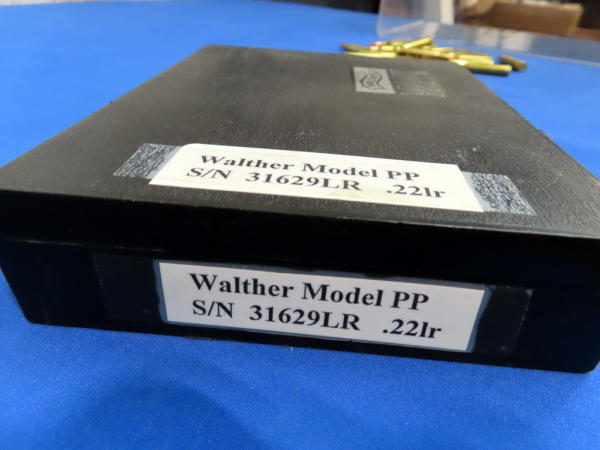 Walther Model PP
S/N 31629LR .22lr
Walther Model PP
S/N 31629LR .22lr